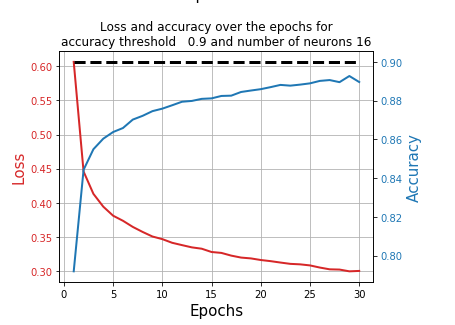 Loss and accuracy over the epochs for
accuracy threshold 0.9 and number of neurons 16
0.60
0.55
0.50
0.45
0.40
0.35
0.30
Loss
0.90
0.88
0.86
0.84
0.82
0.80
Accuracy
0 5 10 15 20 25 30
Epochs